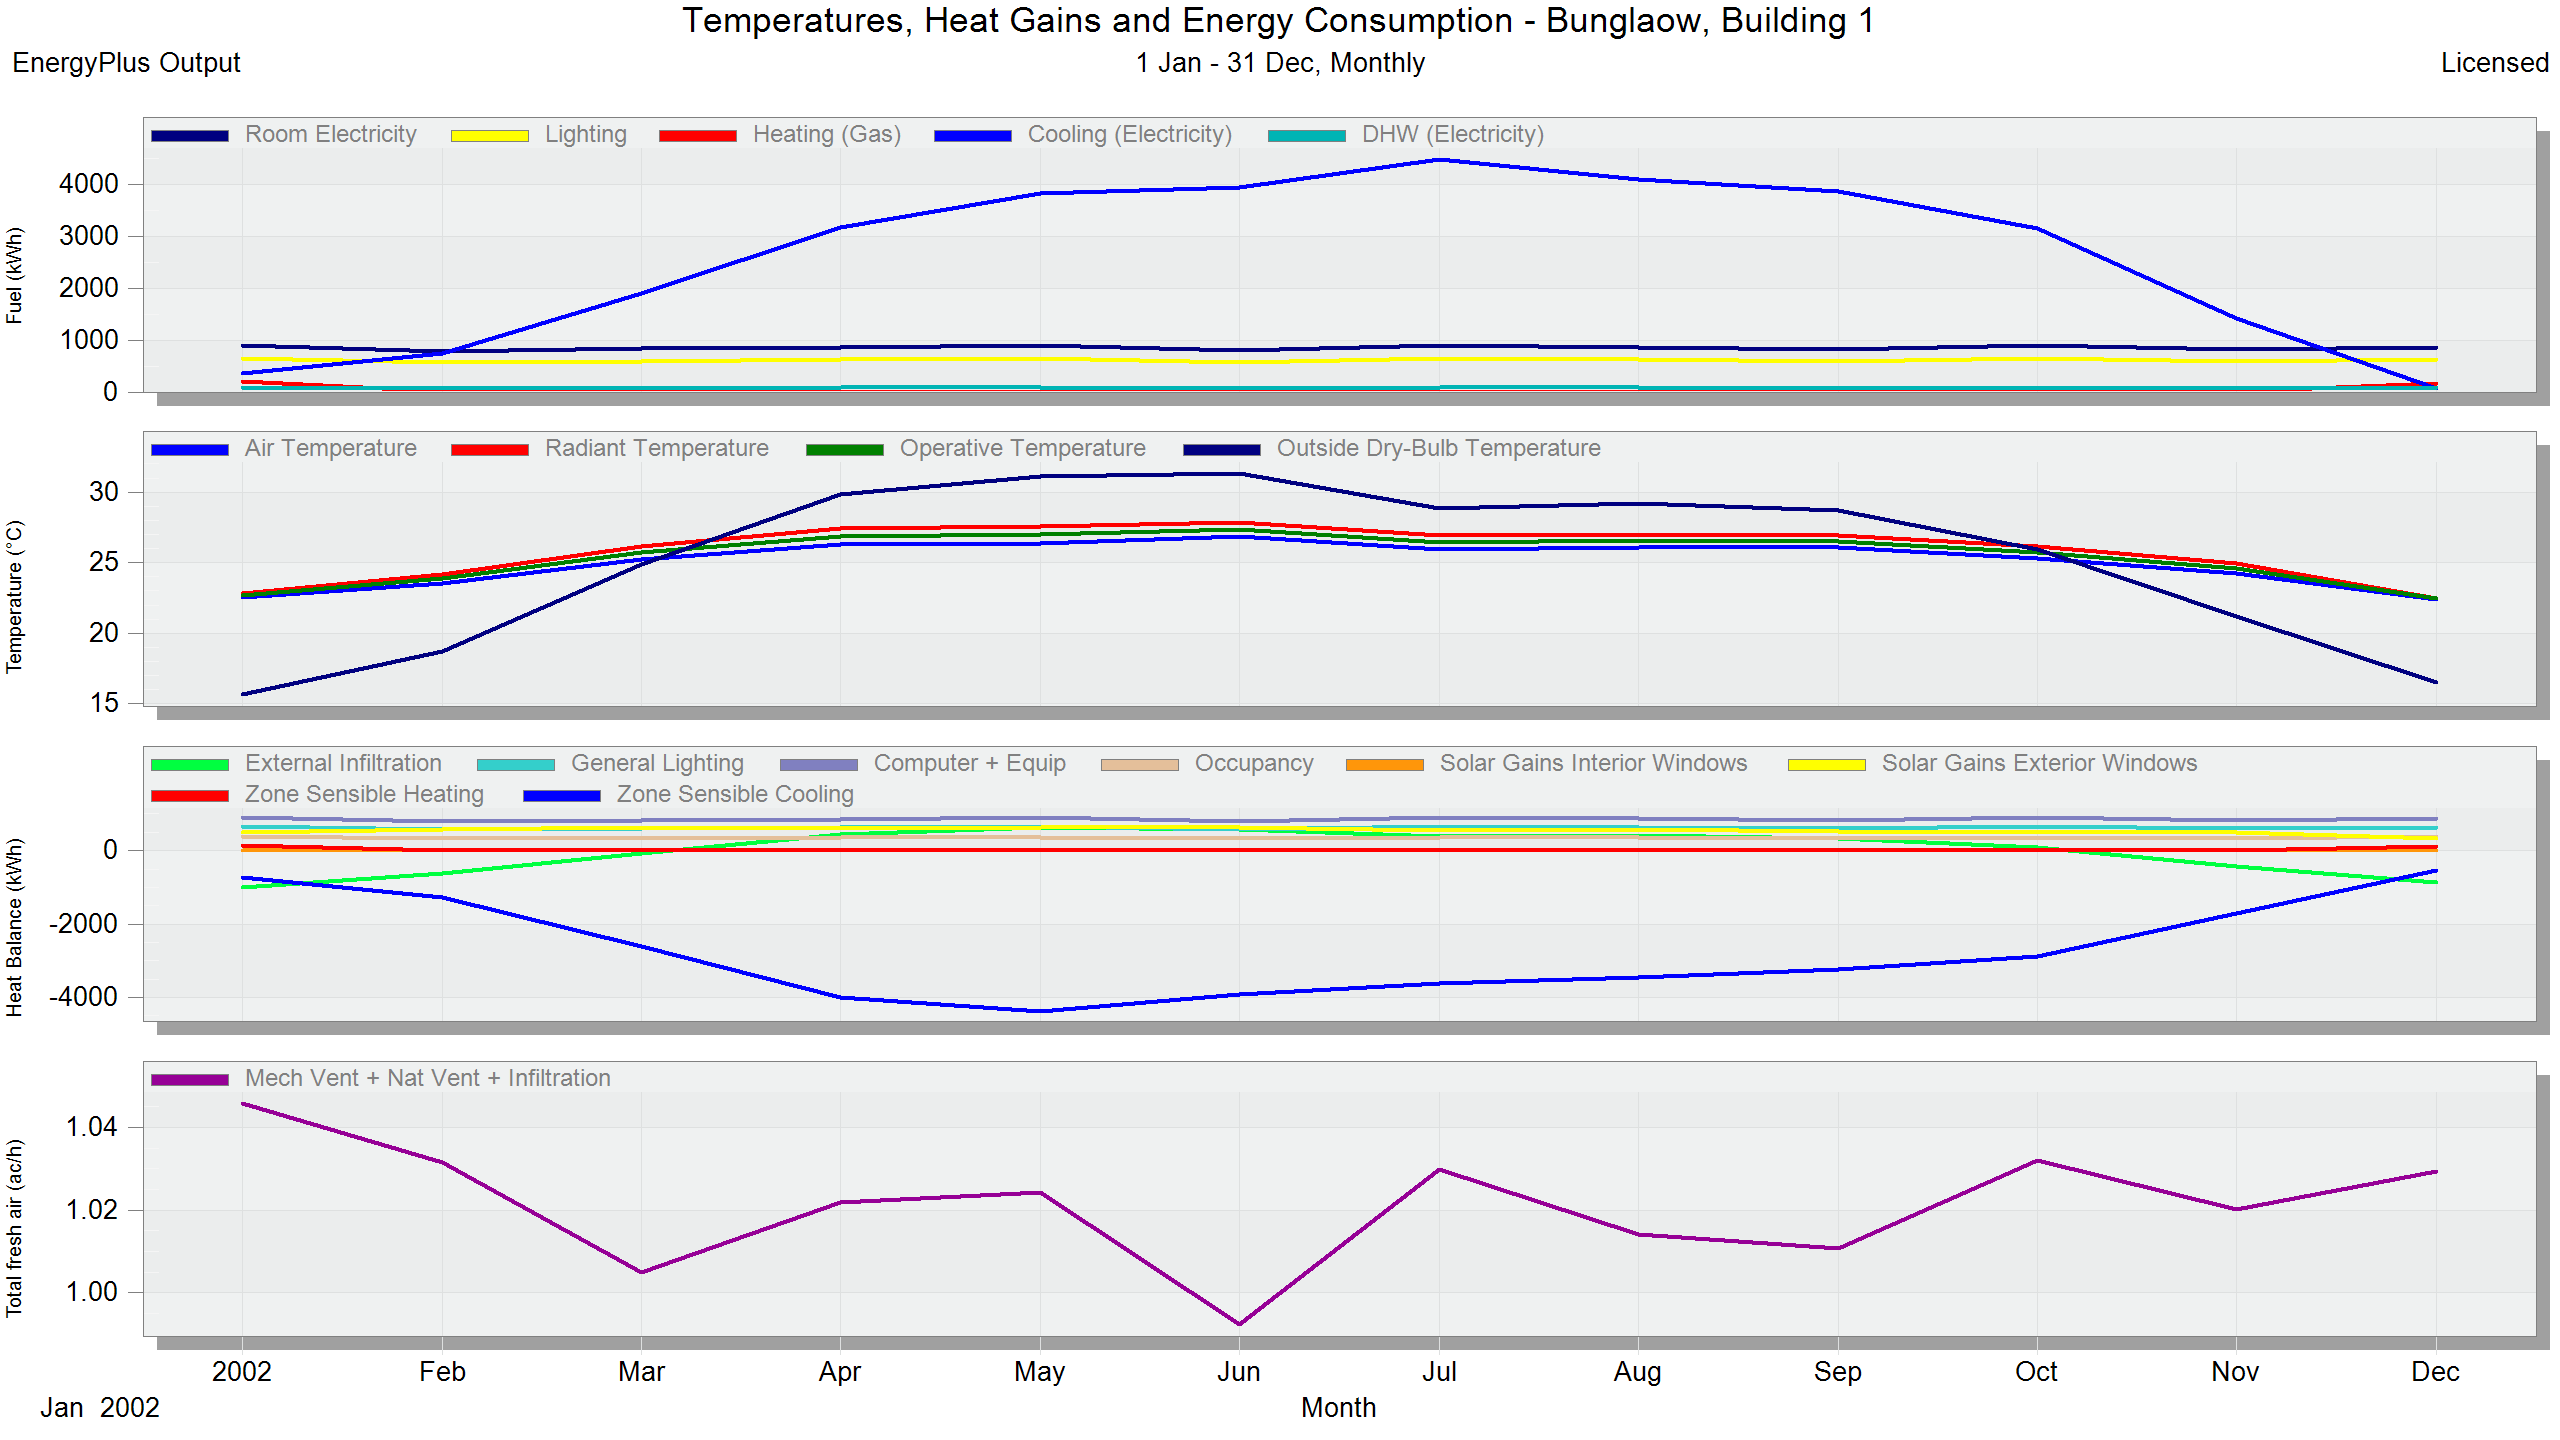 Temperatures, Heat Gains and Energy Consumption - Bunglaow, Building 1
EnergyPlus Output 1 Jan - 31 Dec, Monthly Licensed
Room Electricity Lighting Heating (Gas) Cooling (Electricity) DHW (Electricity)
4000
3000
2000
1000
0
Fuel (kWh)
Air Temperature Radiant Temperature Operative Temperature Outside Dry-Bulb Temperature
30
25
20
15
Temperature (°C)
External Infiltration General Lighting Computer + Equip Occupancy Solar Gains Interior Windows Solar Gains Exterior Windows
Zone Sensible Heating Zone Sensible Cooling
0
-2000
-4000
Heat Balance (kWh)
Mech Vent + Nat Vent + Infiltration
1.04
1.02
1.00
Total fresh air (ac/h)
2002 Feb Mar Apr May Jun Jul Aug Sep Oct Nov Dec
Jan 2002 Month